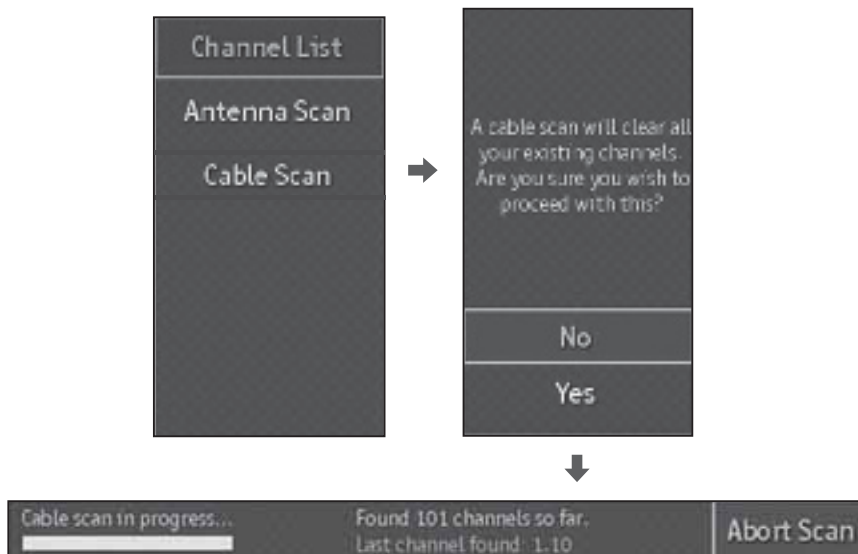 Channel List
Antenna Scan
Cable Scan
A cable scan will clear all
your existing channels.
Are you sure you wish to
proceed with this?
No
Yes
Cable scan in progress...
Found 101 channels so far.
Last channel found: 1.10
Abort Scan